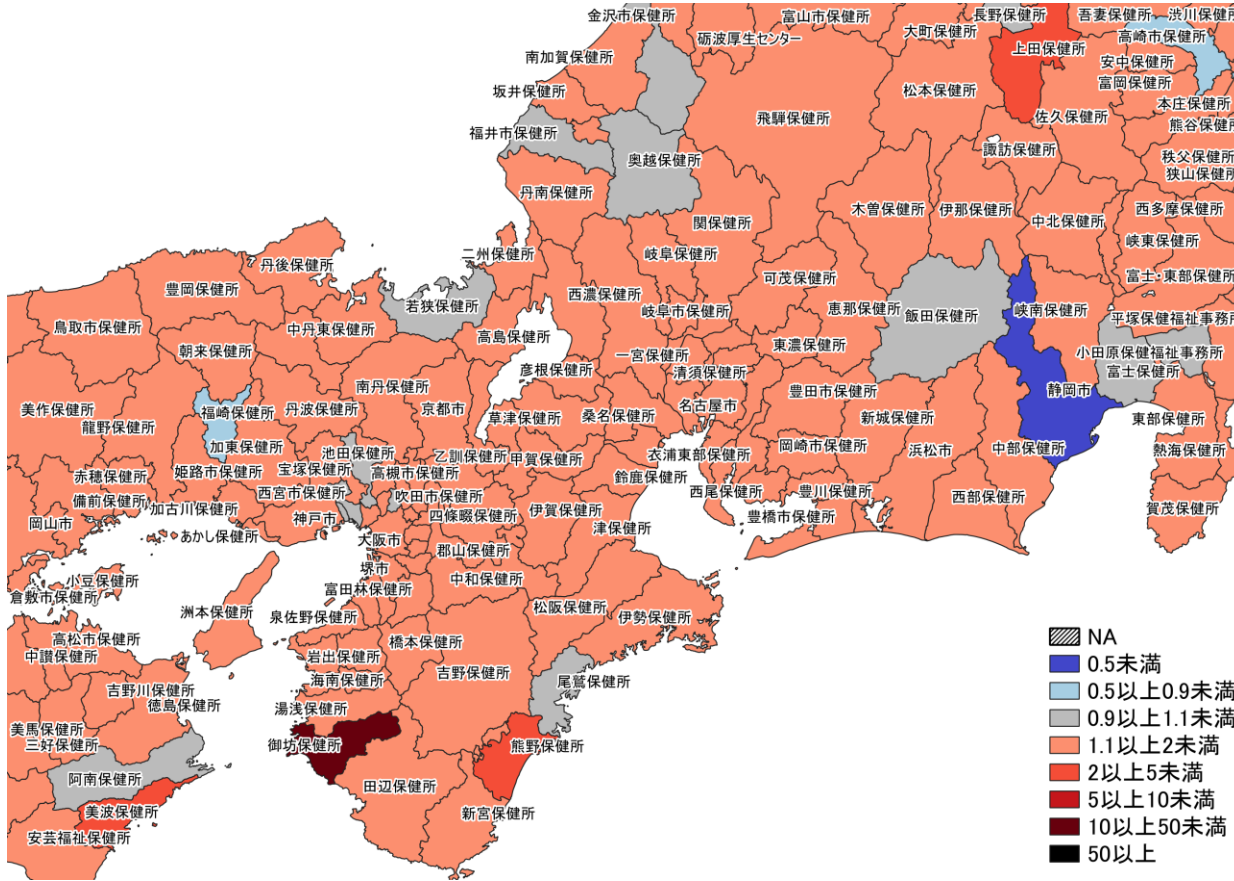 金沢市保健所
富山市保健所
長野保健所
吾妻保健所
渋川保健所
砺波厚生センター
大町保健所
高崎市保健所
南加賀保健所
上田保健所
安中保健所
坂井保健所
松本保健所
富岡保健所
本庄保健所
福井市保健所
飛騨保健所
佐久保健所
熊谷保健所
奥越保健所
諏訪保健所
秩父保健所
狭山保健所
丹南保健所
関保健所
木曽保健所
伊那保健所
中北保健所
西多摩保健所
峡東保健所
二州保健所
岐阜保健所
丹後保健所
可茂保健所
富士・東部保健所
豊岡保健所
若狭保健所
西濃保健所
岐阜市保健所
恵那保健所
飯田保健所
峡南保健所
平塚保健福祉事務所
鳥取市保健所
中丹東保健所
高島保健所
東濃保健所
朝来保健所
一宮保健所
小田原保健福祉事務所
彦根保健所
清須保健所
富士保健所
南丹保健所
豊田市保健所
静岡市
美作保健所
福崎保健所
丹波保健所
京都市
草津保健所
桑名保健所
名古屋市
新城保健所
東部保健所
龍野保健所
加東保健所
池田保健所
乙訓保健所
甲賀保健所
衣浦東部保健所
岡崎市保健所
浜松市
中部保健所
熱海保健所
赤穂保健所
姫路市保健所
宝塚保健所
高槻市保健所
鈴鹿保健所
備前保健所
西宮市保健所
吹田市保健所
西尾保健所
豊川保健所
西部保健所
賀茂保健所
岡山市
加古川保健所
神戸市
四條畷保健所
伊賀保健所
豊橋市保健所
あかし保健所
大阪市
津保健所
郡山保健所
堺市
小豆保健所
中和保健所
倉敷市保健所
富田林保健所
洲本保健所
泉佐野保健所
松阪保健所
伊勢保健所
高松市保健所
橋本保健所
中讃保健所
岩出保健所
吉野保健所
海南保健所
尾鷲保健所
吉野川保健所
徳島保健所
湯浅保健所
美馬保健所
御坊保健所
熊野保健所
三好保健所
阿南保健所
田辺保健所
美波保健所
新宮保健所
安芸福祉保健所
NA
0.5未満
0.5以上0.9未満
0.9以上1.1未満
1.1以上2未満
2以上5未満
5以上10未満
10以上50未満
50以上